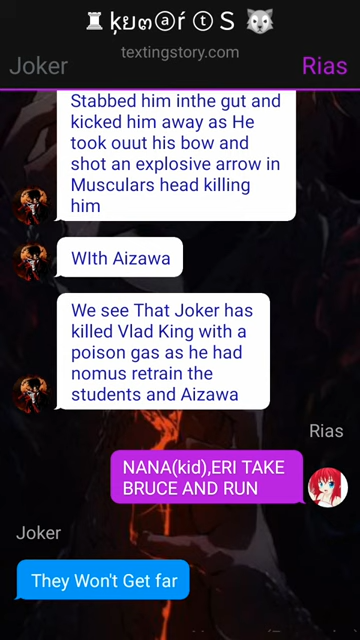 ♜ ķຍ๓ⓐŕ ⓣ S 🐺
textingstory.com
Joker
Rias
Stabbed him inthe gut and
kicked him away as He
took ouut his bow and
shot an explosive arrow in
Musculars head killing
him
WIth Aizawa
We see That Joker has
killed Vlad King with a
poison gas as he had
nomus retrain the
students and Aizawa
Rias
NANA(kid),ERI TAKE
BRUCE AND RUN
Joker
They Won't Get far